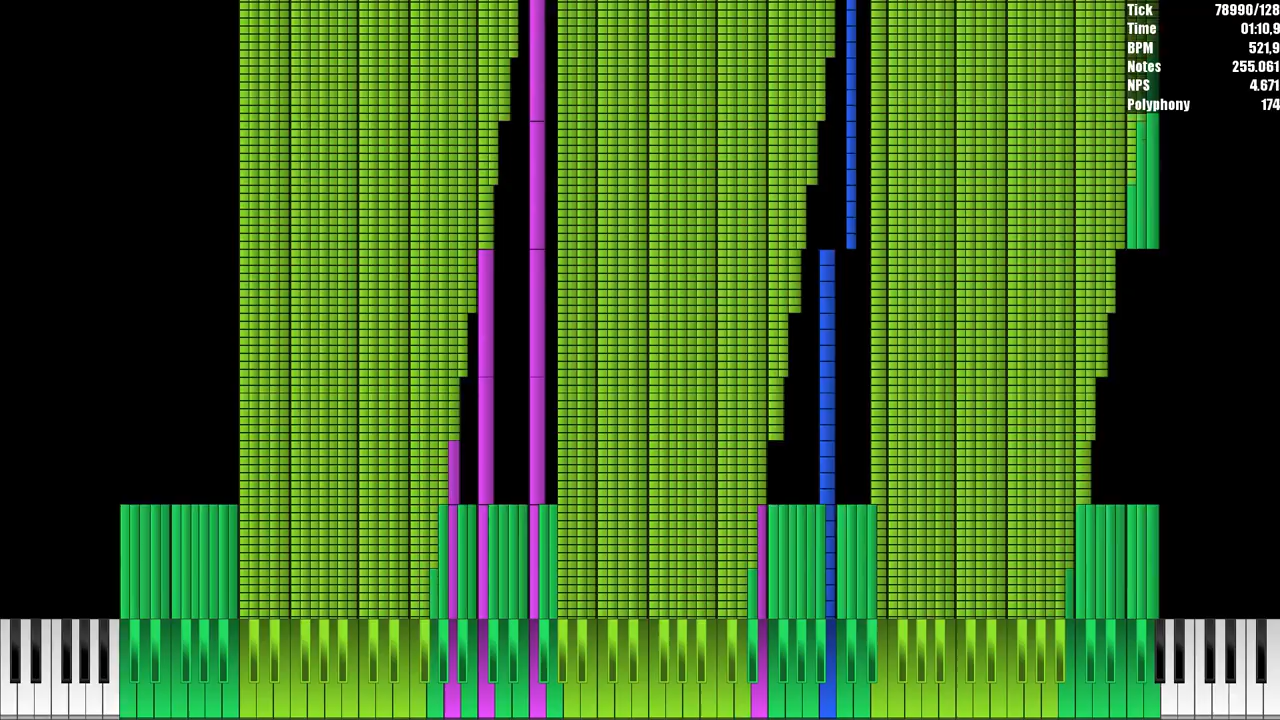 Tick 78990/128
Time 01:10,9
BPM 521,9
Notes 255.061
NPS 4.671
Polyphony 174